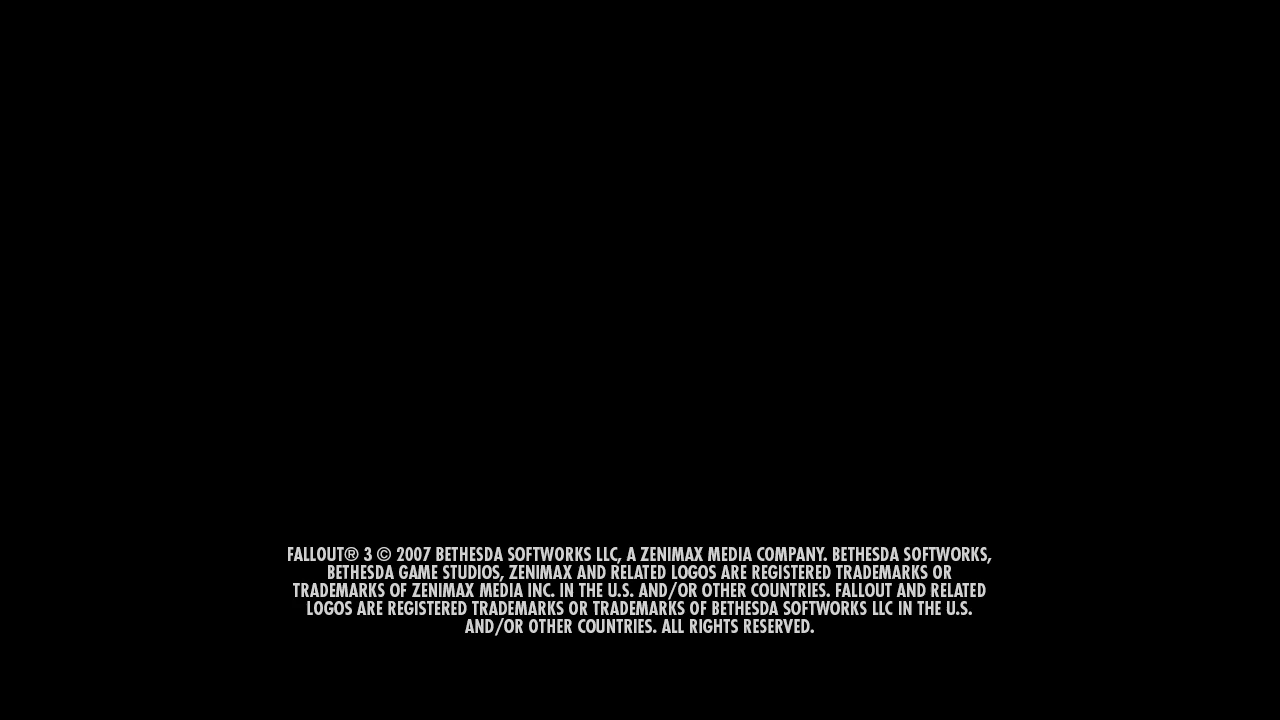 FALLOUT® 3 © 2007 BETHESDA SOFTWORKS LLC, A ZENIMAX MEDIA COMPANY. BETHESDA SOFTWORKS,
BETHESDA GAME STUDIOS, ZENIMAX AND RELATED LOGOS ARE REGISTERED TRADEMARKS OR
TRADEMARKS OF ZENIMAX MEDIA INC. IN THE U.S. AND/OR OTHER COUNTRIES. FALLOUT AND RELATED
LOGOS ARE REGISTERED TRADEMARKS OR TRADEMARKS OF BETHESDA SOFTWORKS LLC IN THE U.S.
AND/OR OTHER COUNTRIES. ALL RIGHTS RESERVED.